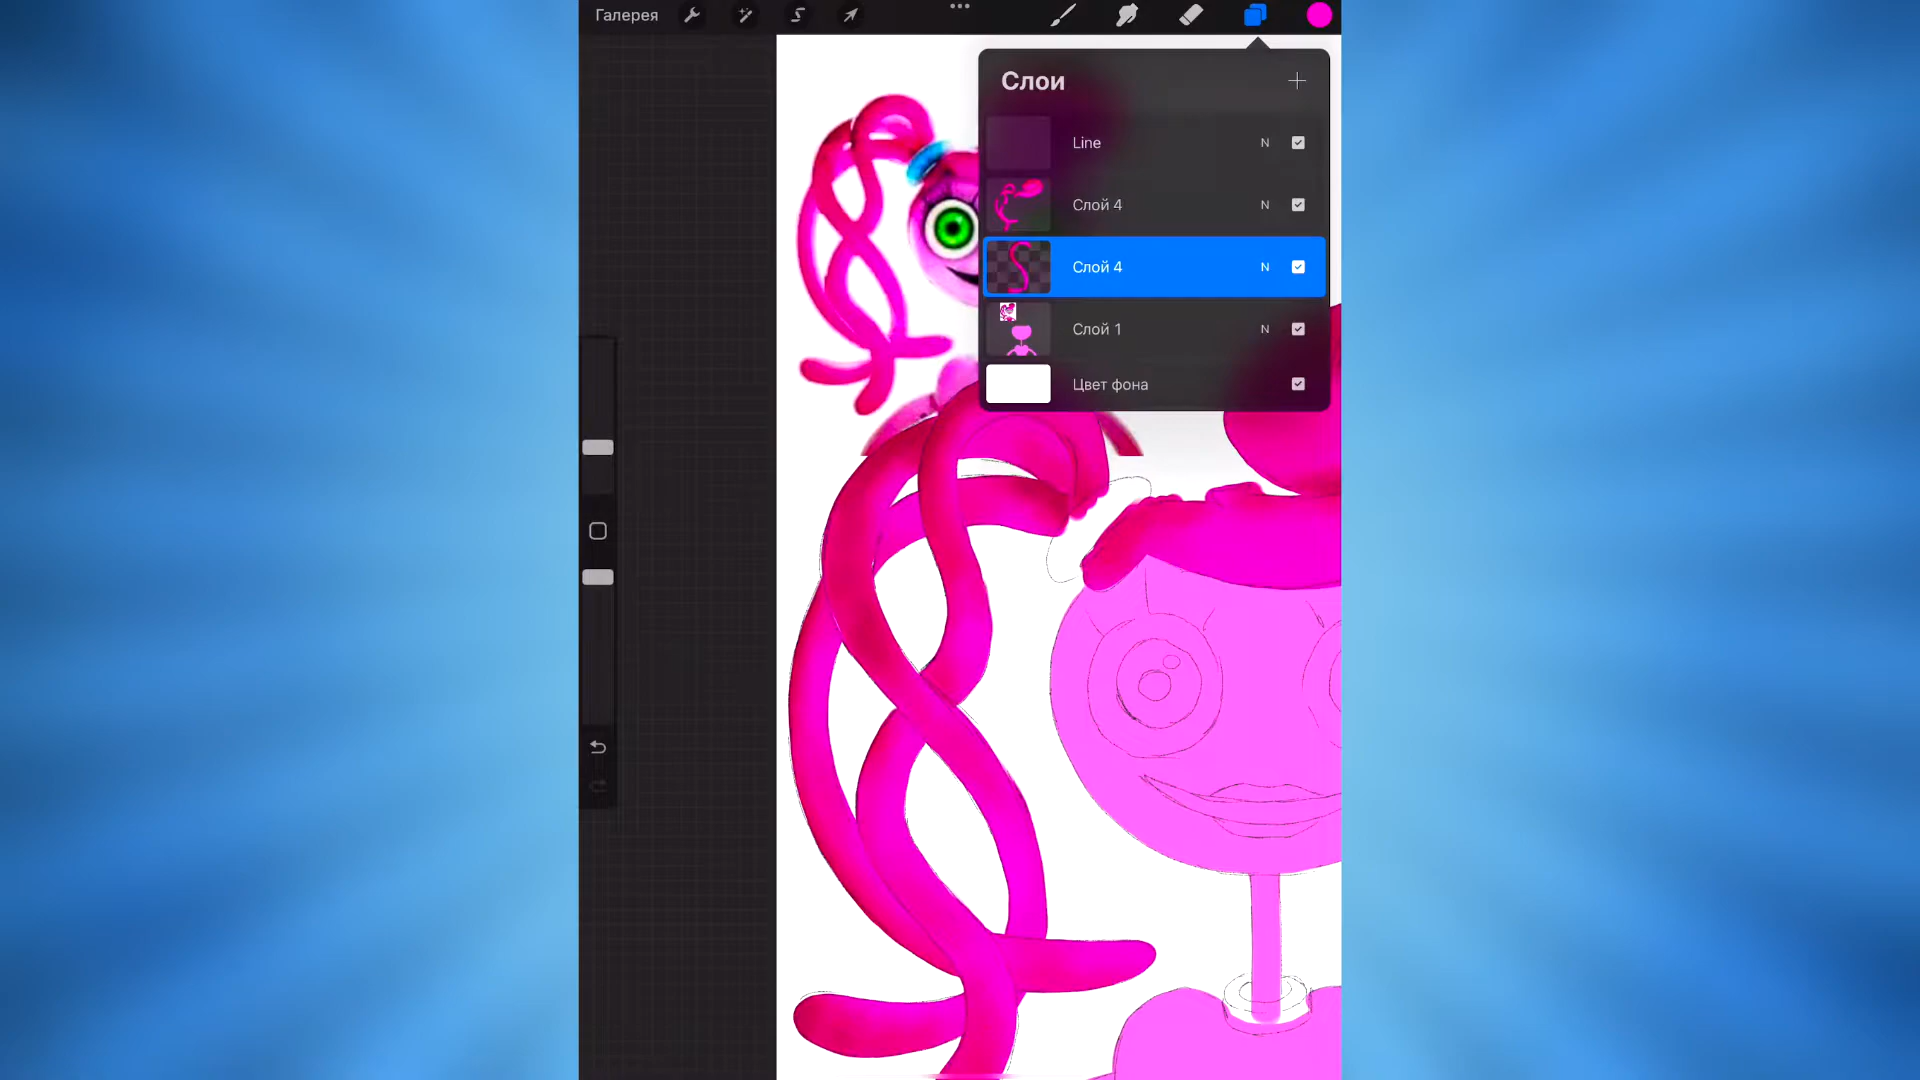 Галерея
Слои
Line N
Слой 4 N
Слой 4 N
Слой 1 N
Цвет фона